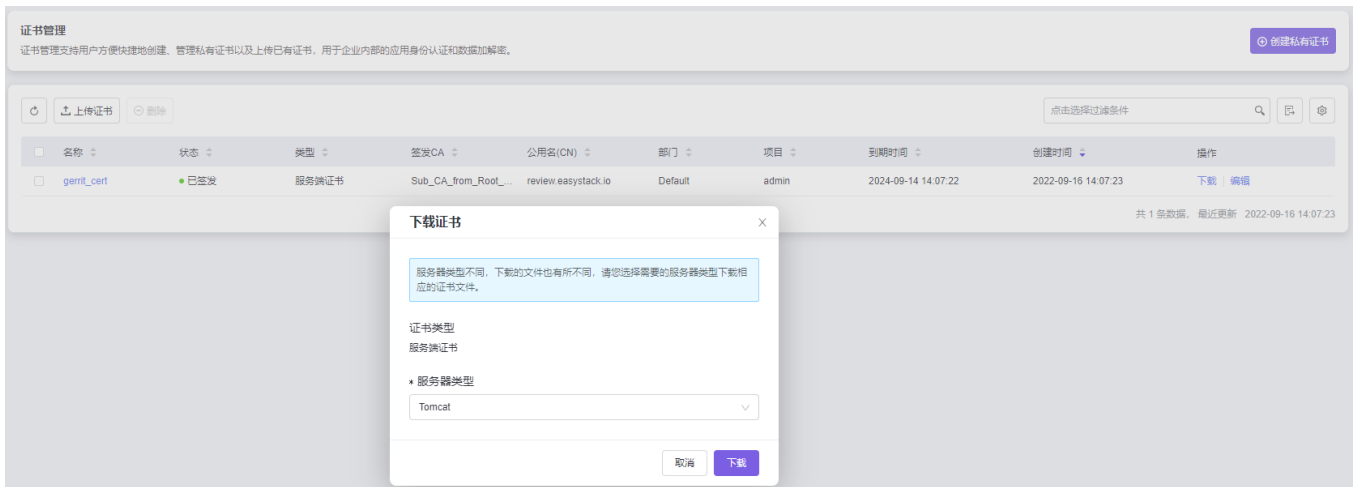 证书管理
证书管理支持用户方便快捷地创建、管理私有证书以及上传已有证书，用于企业内部的应用身份认证和数据加解密。
创建私有证书
上传证书 删除 点击选择过滤条件
名称 状态 类型 签发CA 公用名(CN) 部门 项目 到期时间 创建时间 操作
gerrit_cert 已签发 服务端证书 Sub_CA_from_Root_... review.easystack.io Default admin 2024-09-14 14:07:22 2022-09-16 14:07:23 下载 编辑
共 1 条数据， 最近更新 2022-09-16 14:07:23
下载证书
服务器类型不同，下载的文件也有所不同，请您选择需要的服务器类型下载相
应的证书文件。
证书类型
服务端证书
* 服务器类型
Tomcat
取消 下载